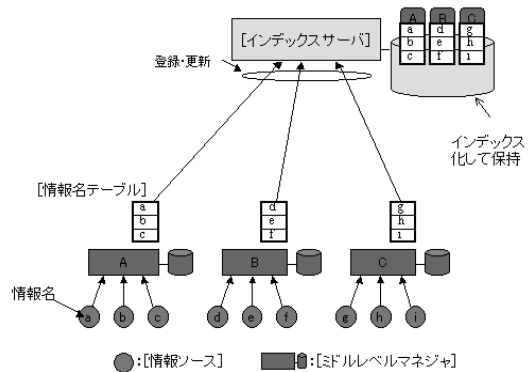 A B C
[インデックスサーバ]
a d g
b e h
c f i
登録・更新
インデックス
化して保持
[情報名テーブル]
a d g
b e h
c f i
A B C
情報名
a b c d e f g h i
:[情報ソース] :[ミドルレベルマネジャ]